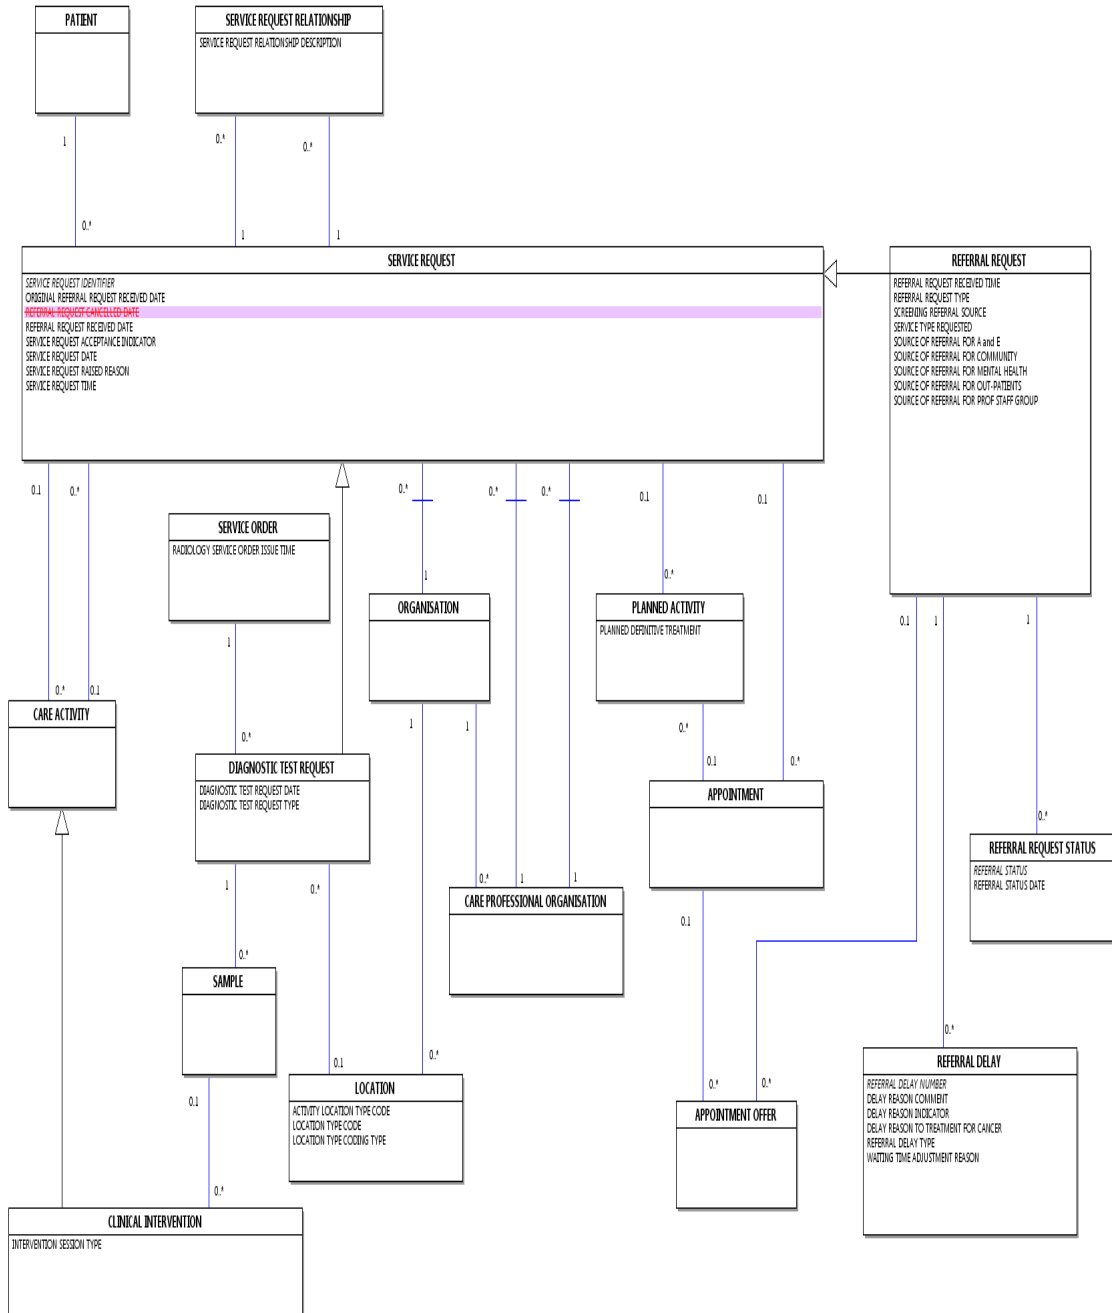 PATIENT
SERVICE REQUEST RELATIONSHIP
SERVICE REQUEST RELATIONSHIP DESCRIPTION
1
0..*
0..*
0..*
1
1
SERVICE REQUEST
SERVICE REQUEST IDENTIFIER
ORIGINAL REFERRAL REQUEST RECEIVED DATE
REFERRAL REQUEST CANCELLED DATE
REFERRAL REQUEST RECEIVED DATE
SERVICE REQUEST ACCEPTANCE INDICATOR
SERVICE REQUEST DATE
SERVICE REQUEST RAISED REASON
SERVICE REQUEST TIME
REFERRAL REQUEST
REFERRAL REQUEST RECEIVED TIME
REFERRAL REQUEST TYPE
SCREENING REFERRAL SOURCE
SERVICE TYPE REQUESTED
SOURCE OF REFERRAL FOR A and E
SOURCE OF REFERRAL FOR COMMUNITY
SOURCE OF REFERRAL FOR MENTAL HEALTH
SOURCE OF REFERRAL FOR OUT-PATIENTS
SOURCE OF REFERRAL FOR PROF STAFF GROUP
0..1
0..*
0..*
0..*
0..*
0..1
0..1
SERVICE ORDER
RADIOLOGY SERVICE ORDER ISSUE TIME
1
0..*
ORGANISATION
PLANNED ACTIVITY
PLANNED DEFINITIVE TREATMENT
1
0..1
1
1
0..*
0..1
CARE ACTIVITY
1
1
0..*
0..*
0..1
0..*
DIAGNOSTIC TEST REQUEST
DIAGNOSTIC TEST REQUEST DATE
DIAGNOSTIC TEST REQUEST TYPE
APPOINTMENT
0..*
REFERRAL REQUEST STATUS
REFERRAL STATUS
REFERRAL STATUS DATE
1
0..*
0..*
1
1
CARE PROFESSIONAL ORGANISATION
0..1
0..*
SAMPLE
0..1
0..*
0..*
LOCATION
ACTIVITY LOCATION TYPE CODE
LOCATION TYPE CODE
LOCATION TYPE CODING TYPE
REFERRAL DELAY
REFERRAL DELAY NUMBER
DELAY REASON COMMENT
DELAY REASON INDICATOR
DELAY REASON TO TREATMENT FOR CANCER
REFERRAL DELAY TYPE
WAITING TIME ADJUSTMENT REASON
0..*
0..*
APPOINTMENT OFFER
0..1
0..*
CLINICAL INTERVENTION
INTERVENTION SESSION TYPE